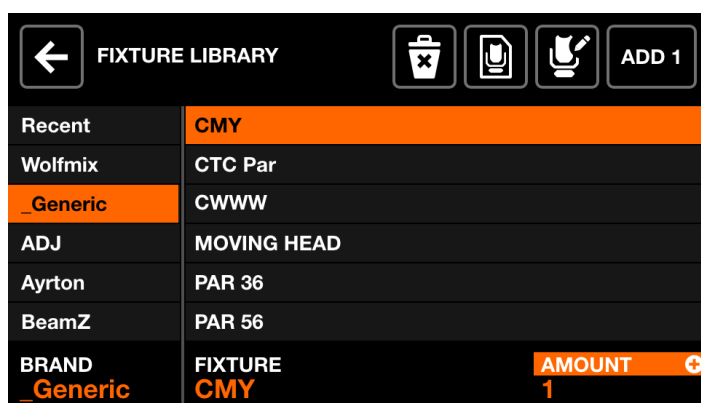 FIXTURE LIBRARY
ADD 1
Recent
CMY
Wolfmix
CTC Par
_Generic
CWWW
ADJ
MOVING HEAD
Ayrton
PAR 36
BeamZ
PAR 56
BRAND
FIXTURE
AMOUNT
_Generic
CMY
1